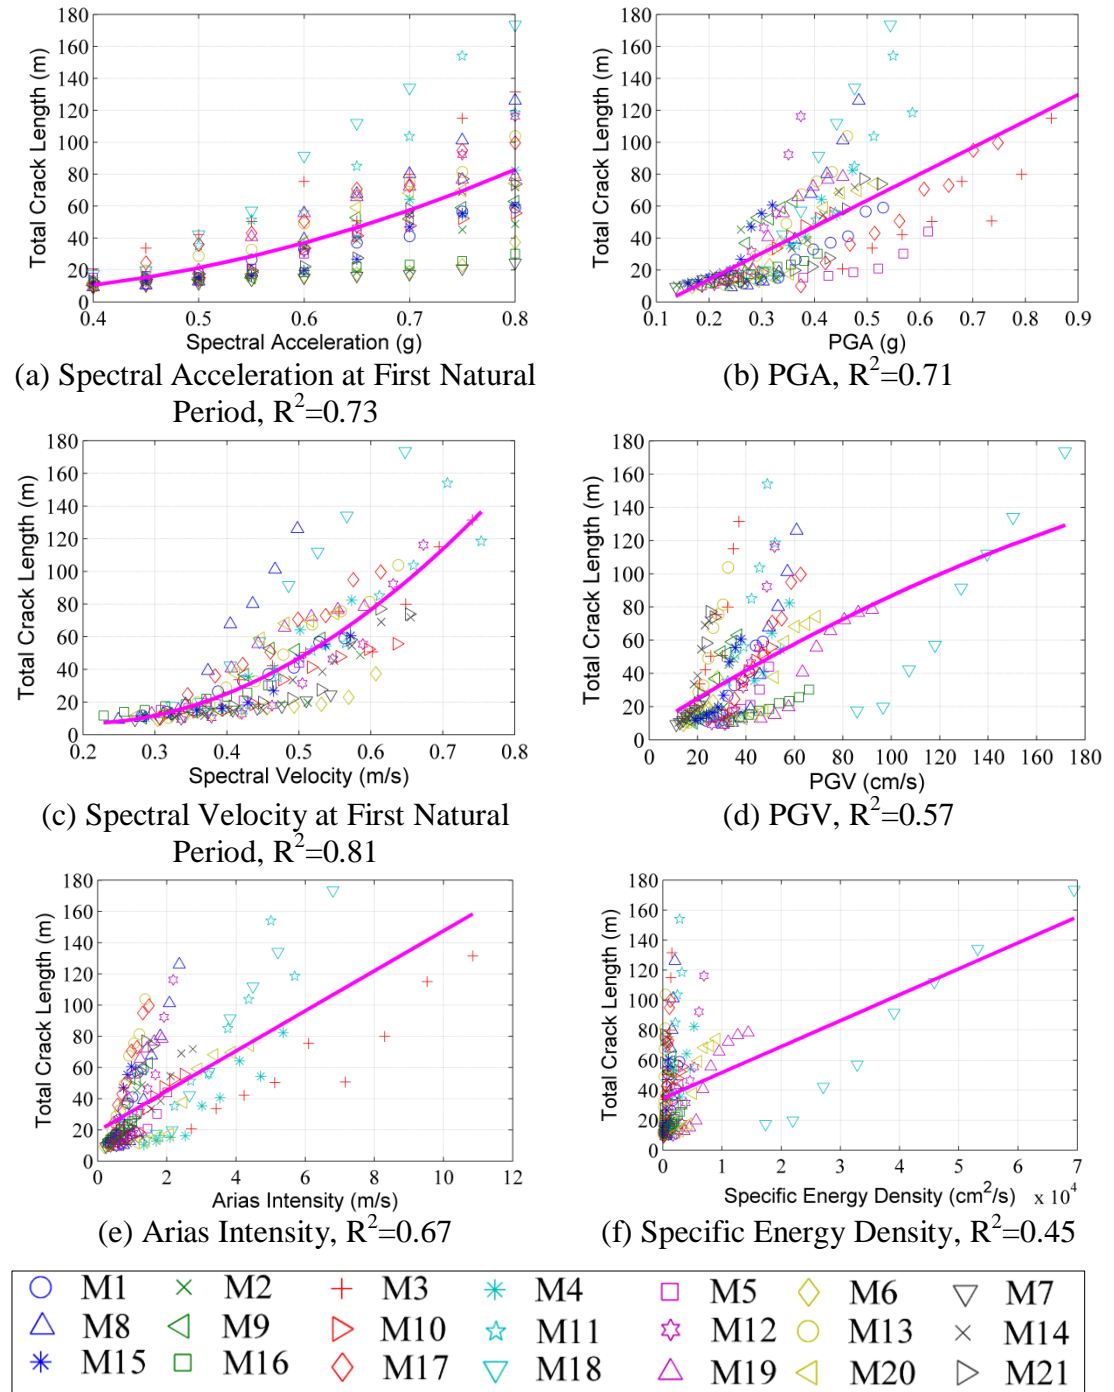 180
160
140
120
100
80
60
40
20
0
Total Crack Length (m)
0.4 0.5 0.6 0.7 0.8
Spectral Acceleration (g)
(a) Spectral Acceleration at First Natural
Period, R²=0.73
180
160
140
120
100
80
60
40
20
0
Total Crack Length (m)
0.1 0.2 0.3 0.4 0.5 0.6 0.7 0.8 0.9
PGA (g)
(b) PGA, R²=0.71
180
160
140
120
100
80
60
40
20
0
Total Crack Length (m)
0.2 0.3 0.4 0.5 0.6 0.7 0.8
Spectral Velocity (m/s)
(c) Spectral Velocity at First Natural
Period, R²=0.81
180
160
140
120
100
80
60
40
20
0
Total Crack Length (m)
0 20 40 60 80 100 120 140 160 180
PGV (cm/s)
(d) PGV, R²=0.57
180
160
140
120
100
80
60
40
20
0
Total Crack Length (m)
0 2 4 6 8 10 12
Arias Intensity (m/s)
(e) Arias Intensity, R²=0.67
180
160
140
120
100
80
60
40
20
0
Total Crack Length (m)
0 1 2 3 4 5 6 7
Specific Energy Density (cm²/s) x 10⁴
(f) Specific Energy Density, R²=0.45
M1 M2 M3 M4 M5 M6 M7
M8 M9 M10 M11 M12 M13 M14
M15 M16 M17 M18 M19 M20 M21